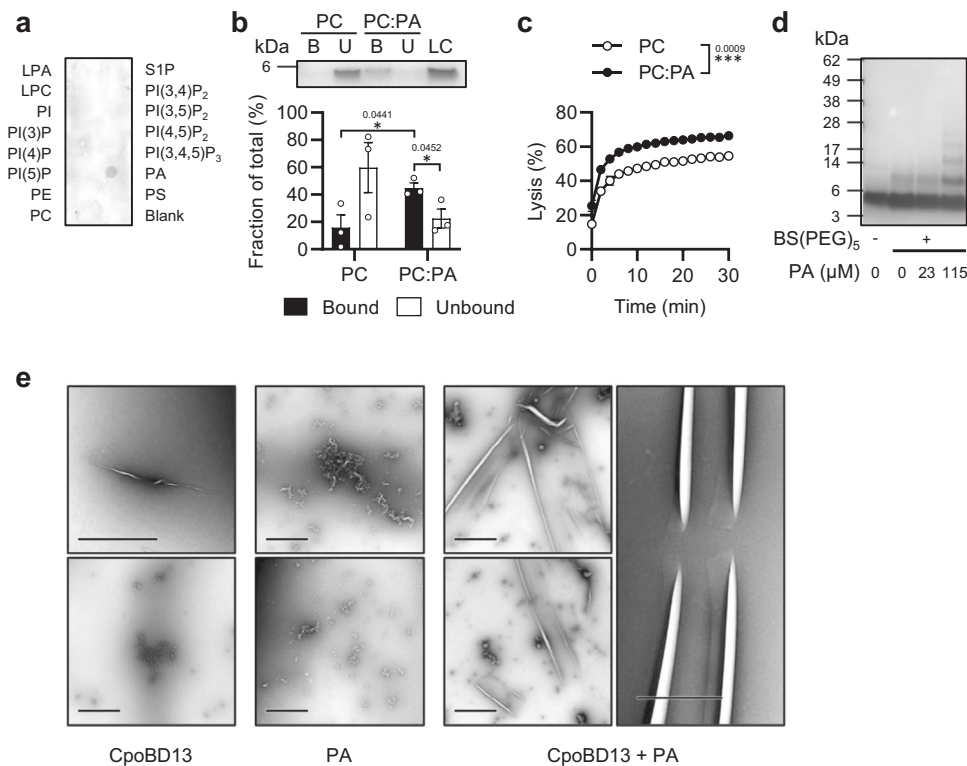 a
LPA S1P
LPC PI(3,4)P2
PI PI(3,5)P2
PI(3)P PI(4,5)P2
PI(4)P PI(3,4,5)P3
PI(5)P PA
PE PS
PC Blank
b
PC PC:PA
kDa B U B U LC
6
Fraction of total (%)
100
80
60
40
20
0
0.0441
*
0.0452
*
PC PC:PA
Bound Unbound
c
PC
PC:PA
0.0009
***
Lysis (%)
80
60
40
20
0
0 10 20 30
Time (min)
d
kDa
62
49
38
28
17
14
6
3
BS(PEG)5 - +
PA (µM) 0 0 23 115
e
CpoBD13 PA CpoBD13 + PA